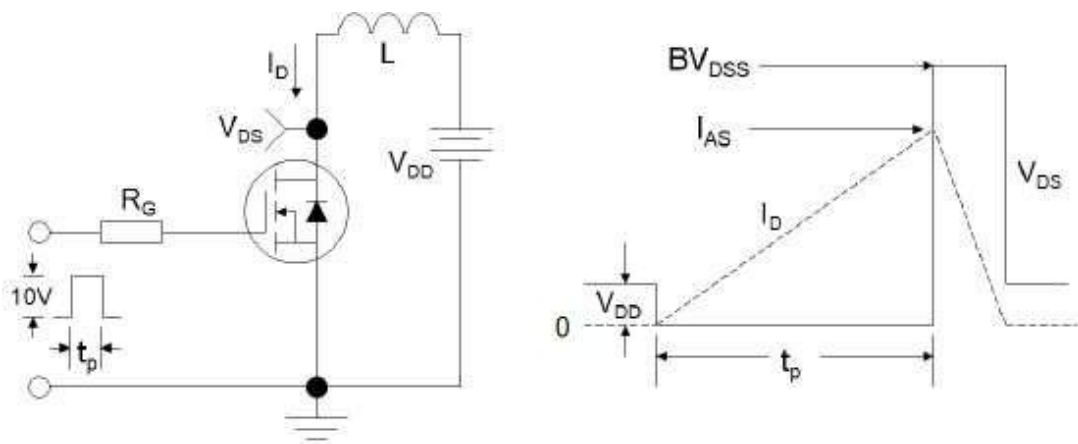 L
I_D
V_DS
V_DD
R_G
10V
t_p
BV_DSS
I_AS
V_DS
I_D
V_DD
0
t_p